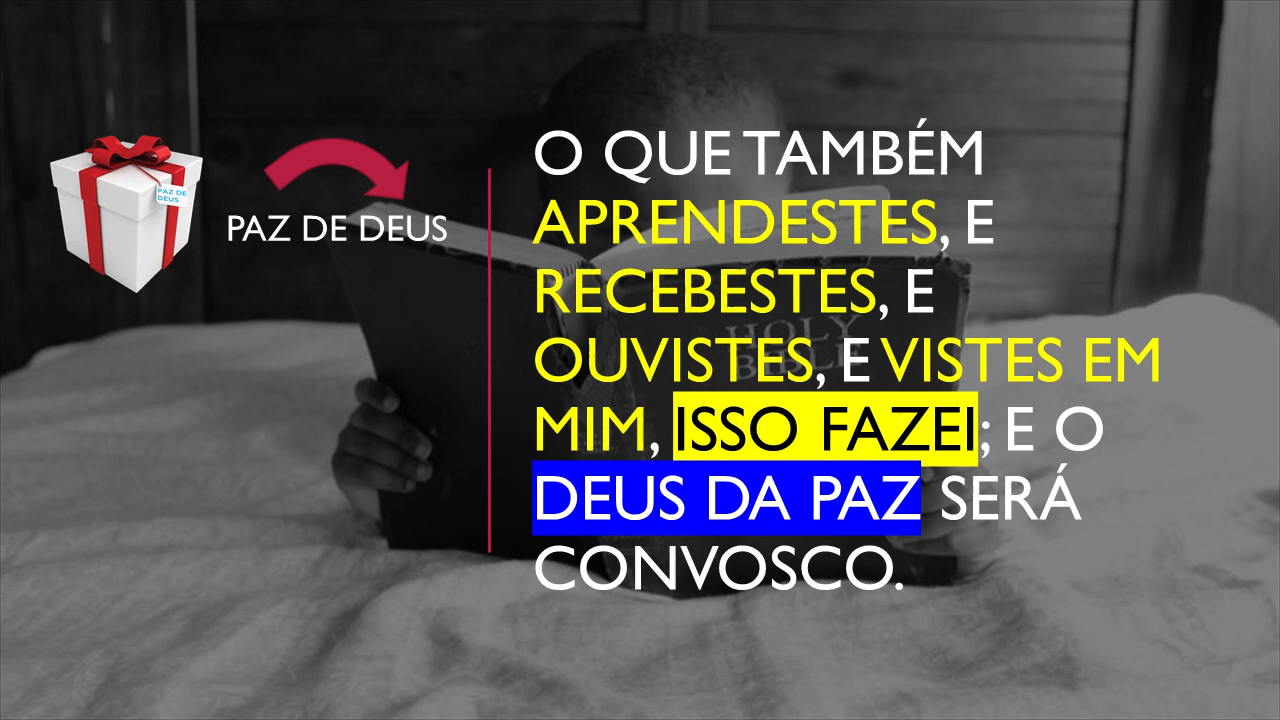 PAZ DE
DEUS
PAZ DE DEUS
O QUE TAMBÉM
APRENDESTES, E
RECEBESTES, E
OUVISTES, E VISTES EM
MIM, ISSO FAZEI; E O
DEUS DA PAZ SERÁ
CONVOSCO.
HOLY
BIBLE